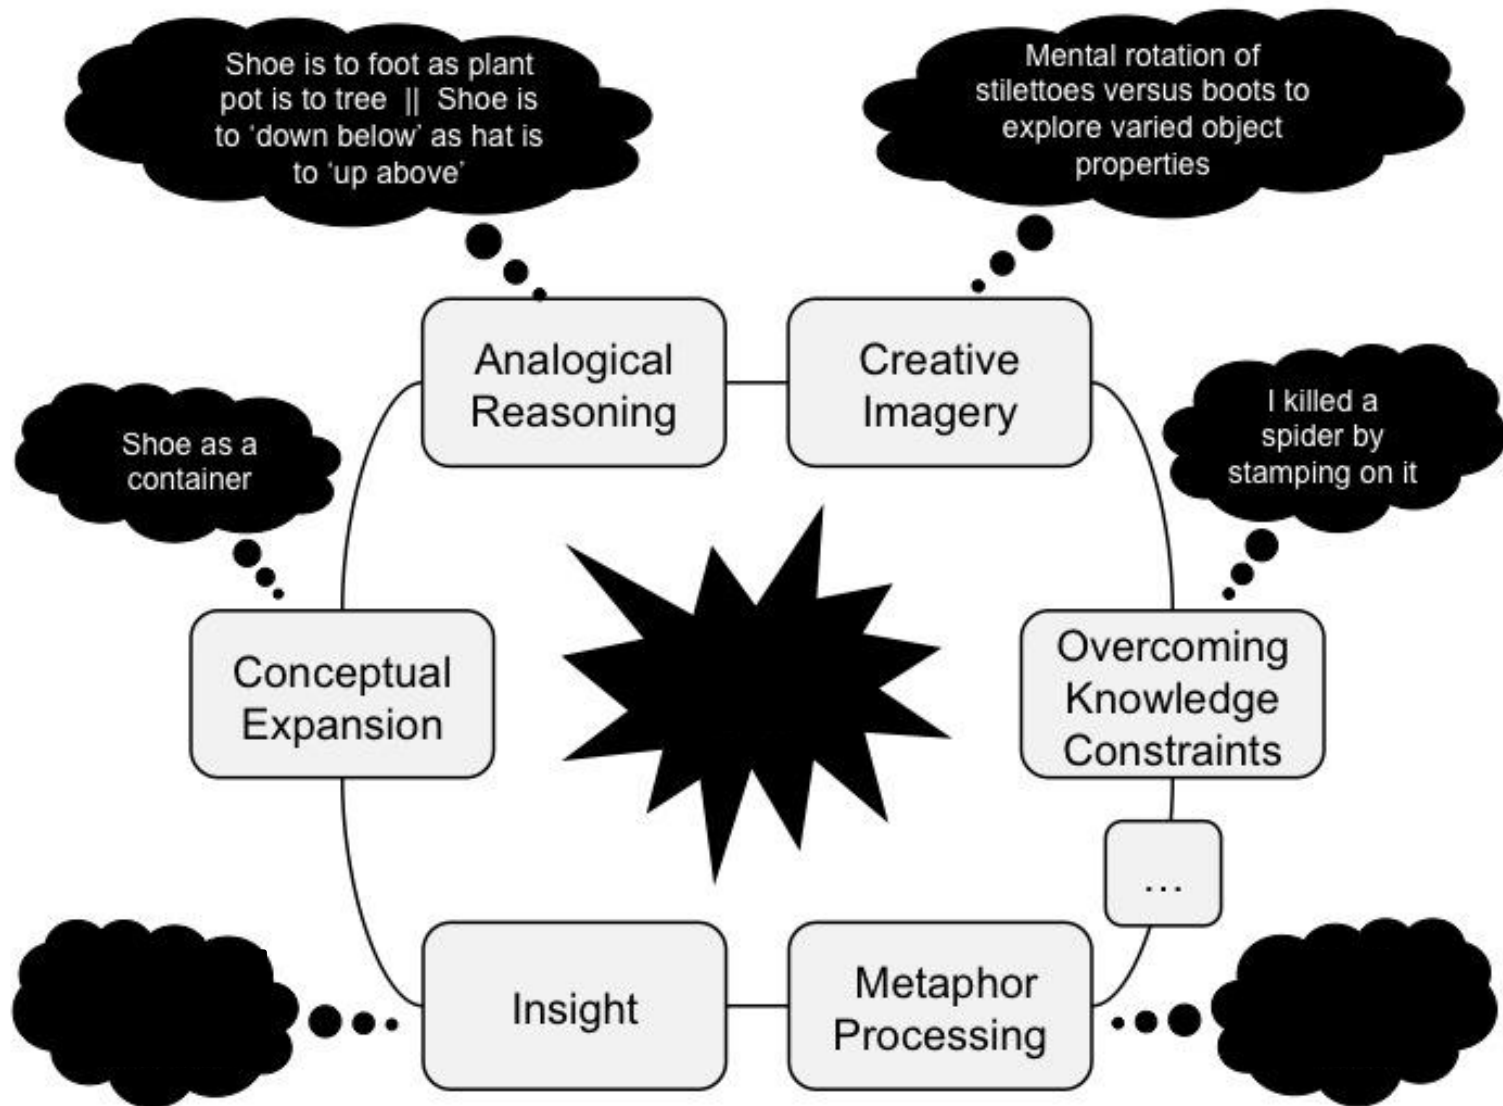 Shoe is to foot as plant
pot is to tree || Shoe is
to ‘down below’ as hat is
to ‘up above’
Mental rotation of
stilettoes versus boots to
explore varied object
properties
Analogical
Reasoning
Creative
Imagery
Shoe as a
container
I killed a
spider by
stamping on it
Conceptual
Expansion
Overcoming
Knowledge
Constraints
...
Insight
Metaphor
Processing